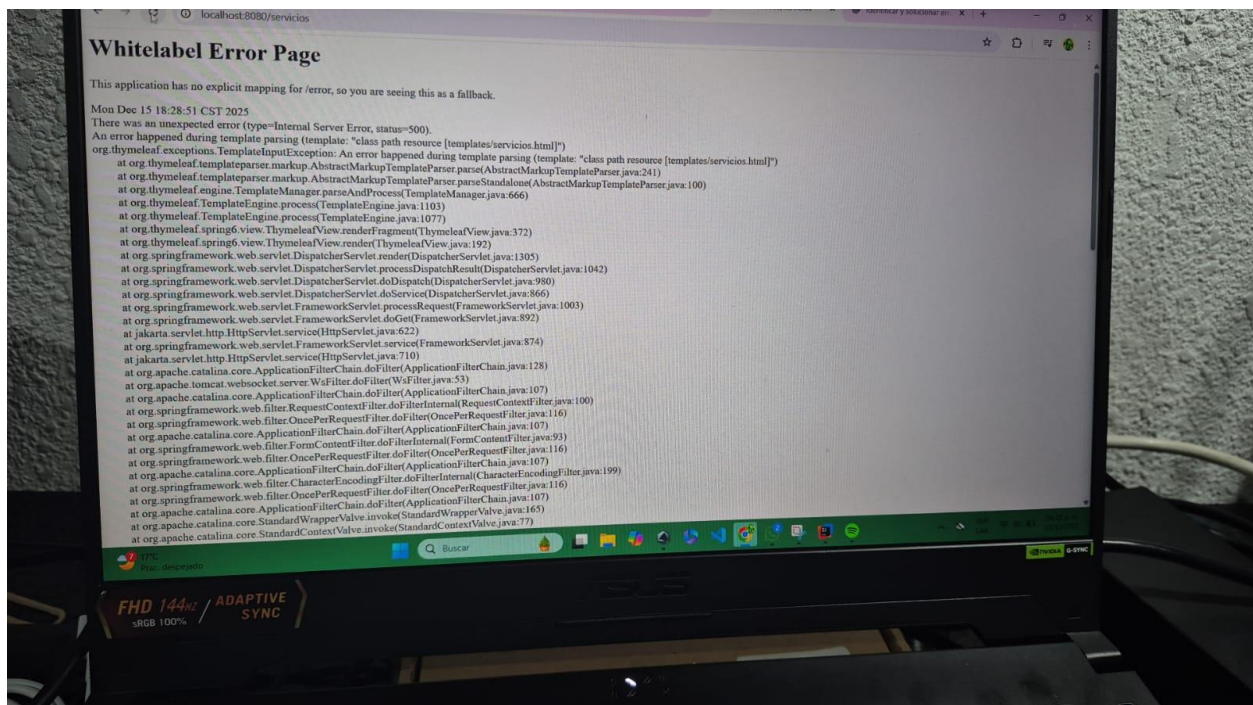 localhost:8080/servicios
Whitelabel Error Page
This application has no explicit mapping for /error, so you are seeing this as a fallback.
Mon Dec 15 18:28:51 CST 2025
There was an unexpected error (type=Internal Server Error, status=500).
An error happened during template parsing (template: "class path resource [templates/servicios.html]")
org.thymeleaf.exceptions.TemplateInputException: An error happened during template parsing (template: "class path resource [templates/servicios.html]")
at org.thymeleaf.templateparser.markup.AbstractMarkupTemplateParser.parse(AbstractMarkupTemplateParser.java:241)
at org.thymeleaf.templateparser.markup.AbstractMarkupTemplateParser.parseStandalone(AbstractMarkupTemplateParser.java:100)
at org.thymeleaf.engine.TemplateManager.parseAndProcess(TemplateManager.java:666)
at org.thymeleaf.TemplateEngine.process(TemplateEngine.java:1103)
at org.thymeleaf.TemplateEngine.process(TemplateEngine.java:1077)
at org.thymeleaf.spring6.view.ThymeleafView.renderFragment(ThymeleafView.java:372)
at org.thymeleaf.spring6.view.ThymeleafView.render(ThymeleafView.java:192)
at org.springframework.web.servlet.DispatcherServlet.render(DispatcherServlet.java:1305)
at org.springframework.web.servlet.DispatcherServlet.processDispatchResult(DispatcherServlet.java:1042)
at org.springframework.web.servlet.DispatcherServlet.doDispatch(DispatcherServlet.java:980)
at org.springframework.web.servlet.DispatcherServlet.doService(DispatcherServlet.java:866)
at org.springframework.web.servlet.FrameworkServlet.processRequest(FrameworkServlet.java:1003)
at org.springframework.web.servlet.FrameworkServlet.doGet(FrameworkServlet.java:892)
at jakarta.servlet.http.HttpServlet.service(HttpServlet.java:622)
at org.springframework.web.servlet.FrameworkServlet.service(FrameworkServlet.java:874)
at jakarta.servlet.http.HttpServlet.service(HttpServlet.java:710)
at org.apache.catalina.core.ApplicationFilterChain.doFilter(ApplicationFilterChain.java:128)
at org.apache.tomcat.websocket.server.WsFilter.doFilter(WsFilter.java:53)
at org.apache.catalina.core.ApplicationFilterChain.doFilter(ApplicationFilterChain.java:107)
at org.springframework.web.filter.RequestContextFilter.doFilterInternal(RequestContextFilter.java:100)
at org.springframework.web.filter.OncePerRequestFilter.doFilter(OncePerRequestFilter.java:116)
at org.apache.catalina.core.ApplicationFilterChain.doFilter(ApplicationFilterChain.java:107)
at org.springframework.web.filter.FormContentFilter.doFilterInternal(FormContentFilter.java:93)
at org.springframework.web.filter.OncePerRequestFilter.doFilter(OncePerRequestFilter.java:116)
at org.apache.catalina.core.ApplicationFilterChain.doFilter(ApplicationFilterChain.java:107)
at org.springframework.web.filter.CharacterEncodingFilter.doFilterInternal(CharacterEncodingFilter.java:199)
at org.springframework.web.filter.OncePerRequestFilter.doFilter(OncePerRequestFilter.java:116)
at org.apache.catalina.core.ApplicationFilterChain.doFilter(ApplicationFilterChain.java:107)
at org.apache.catalina.core.StandardWrapperValve.invoke(StandardWrapperValve.java:165)
at org.apache.catalina.core.StandardContextValve.invoke(StandardContextValve.java:77)
17°C
Prac. despejado
Buscar
NVIDIA G-SYNC
ASUS
FHD 144HZ / ADAPTIVE SYNC
sRGB 100%